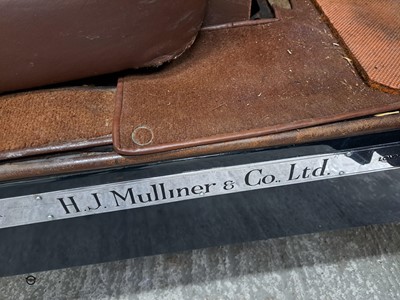 H.J. Mulliner & Co., Ltd.